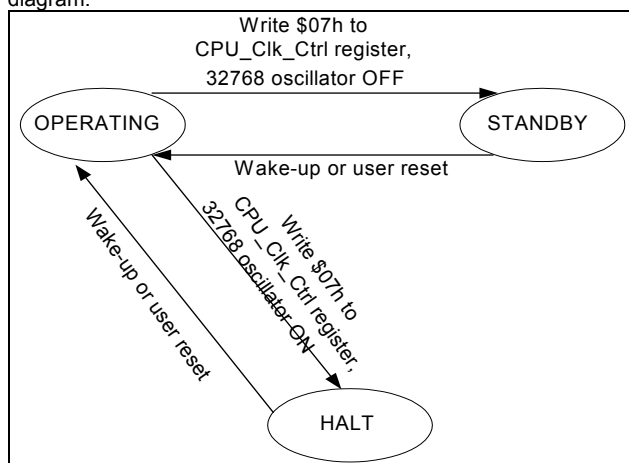 diagram.
Write $07h to
CPU_Clk_Ctrl register,
32768 oscillator OFF
OPERATING
STANDBY
Wake-up or user reset
Write $07h to
CPU_Clk_Ctrl register,
32768 oscillator ON
Wake-up or user reset
HALT